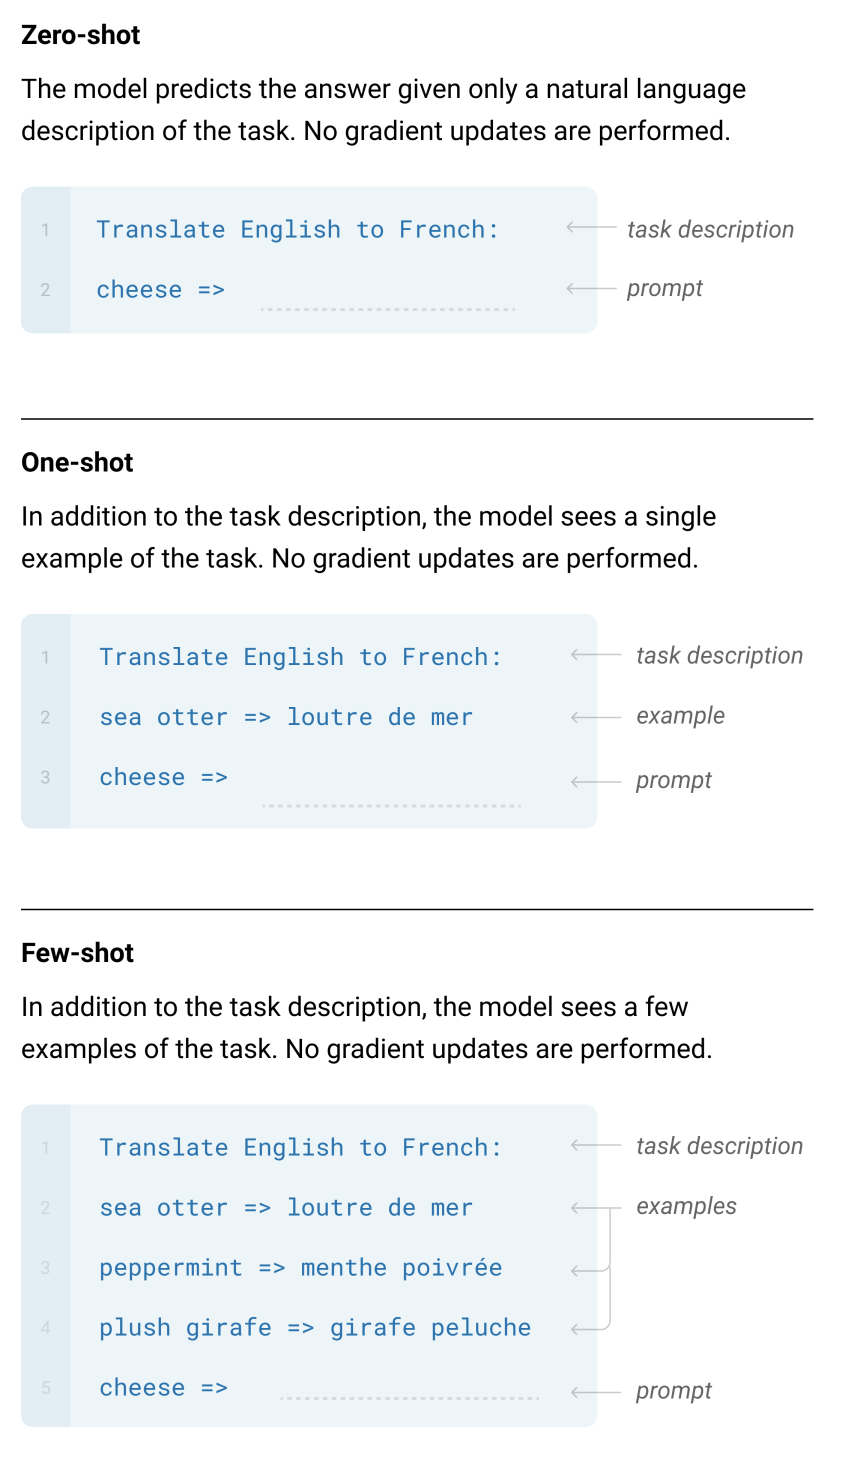 Zero-shot
The model predicts the answer given only a natural language
description of the task. No gradient updates are performed.
1 Translate English to French: task description
2 cheese => prompt
One-shot
In addition to the task description, the model sees a single
example of the task. No gradient updates are performed.
1 Translate English to French: task description
2 sea otter => loutre de mer example
3 cheese => prompt
Few-shot
In addition to the task description, the model sees a few
examples of the task. No gradient updates are performed.
1 Translate English to French: task description
2 sea otter => loutre de mer examples
3 peppermint => menthe poivrée
4 plush girafe => girafe peluche
5 cheese => prompt